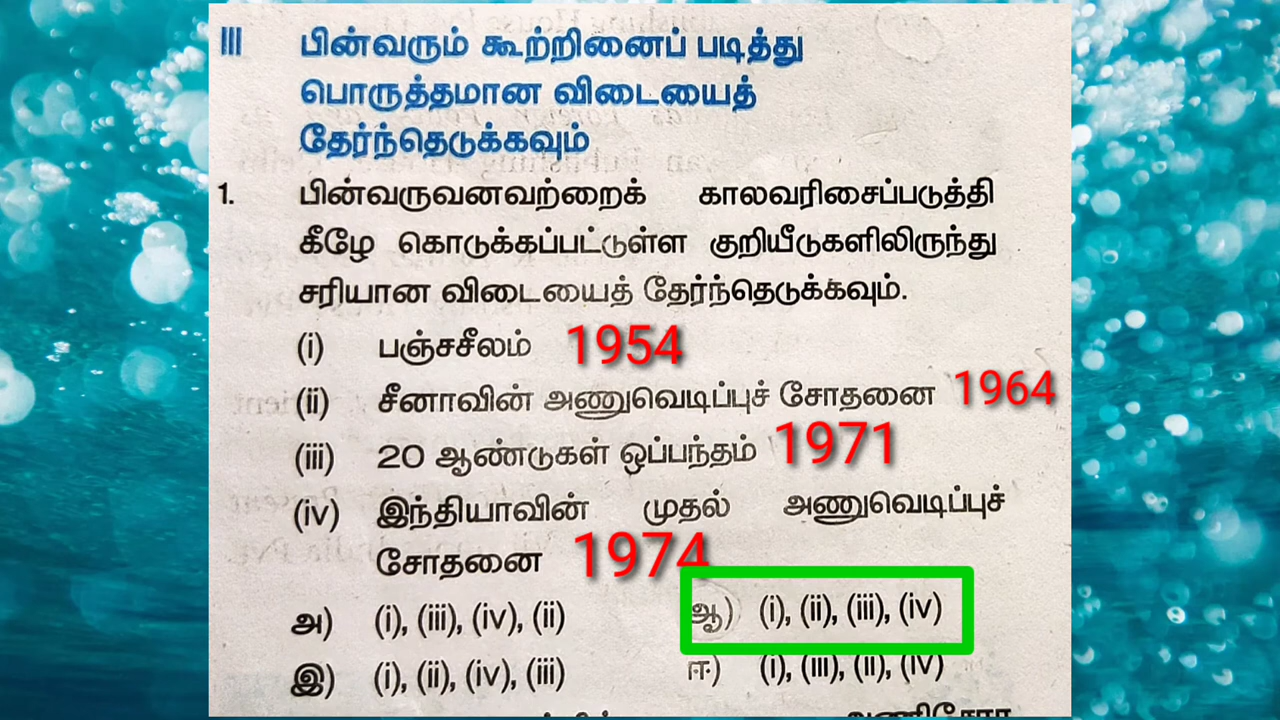 III பின்வரும் கூற்றினைப் படித்து
பொருத்தமான விடையைத்
தேர்ந்தெடுக்கவும்
1. பின்வருவனவற்றைக் காலவரிசைப்படுத்தி
கீழே கொடுக்கப்பட்டுள்ள குறியீடுகளிலிருந்து
சரியான விடையைத் தேர்ந்தெடுக்கவும்.
(i) பஞ்சசீலம் 1954
(ii) சீனாவின் அணுவெடிப்புச் சோதனை 1964
(iii) 20 ஆண்டுகள் ஒப்பந்தம் 1971
(iv) இந்தியாவின் முதல் அணுவெடிப்புச்
சோதனை 1974
அ) (i), (iii), (iv), (ii) ஆ) (i), (ii), (iii), (iv)
இ) (i), (ii), (iv), (iii) ஈ) (i), (iii), (ii), (iv)